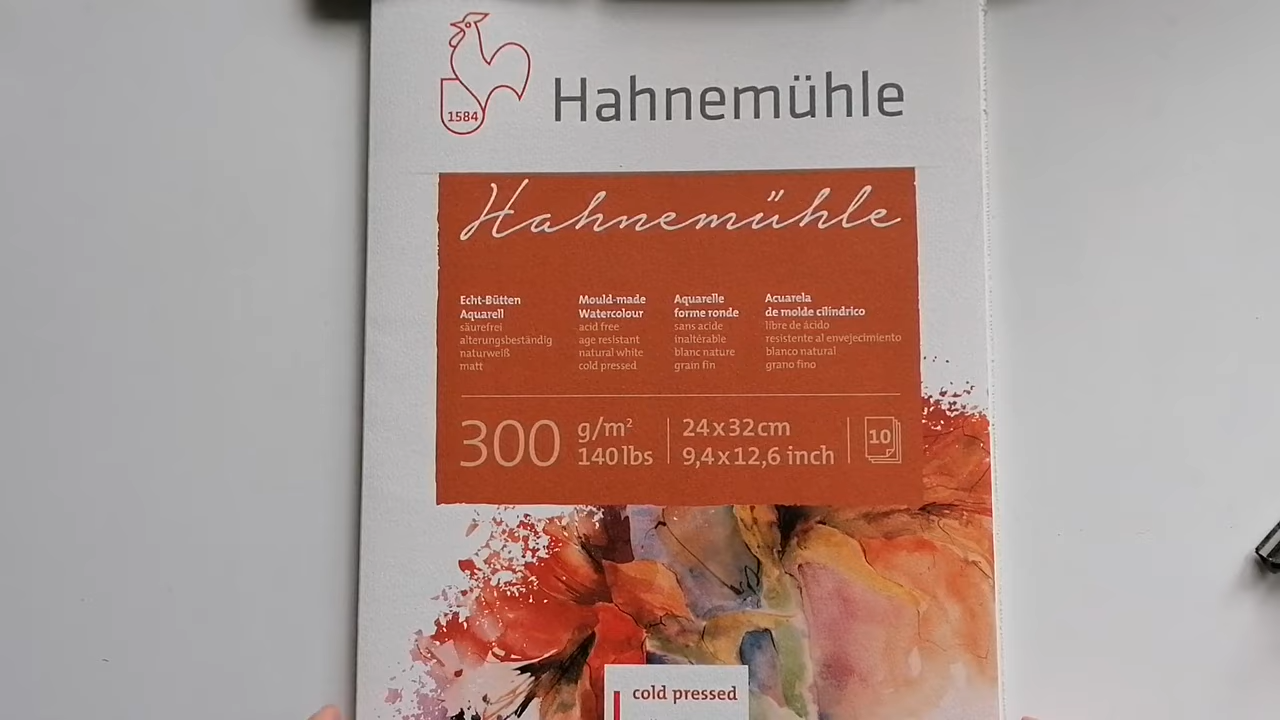 1584
Hahnemühle
Hahnemühle
Echt-Bütten
Aquarell
säurefrei
alterungsbeständig
naturweiß
matt
Mould-made
Watercolour
acid free
age resistant
natural white
cold pressed
Aquarelle
forme ronde
sans acide
inaltérable
blanc nature
grain fin
Acuarela
de molde cilíndrico
libre de ácido
resistente al envejecimiento
blanco natural
grano fino
300
g/m²
140 lbs
24 x 32 cm
9,4 x 12,6 inch
10
cold pressed